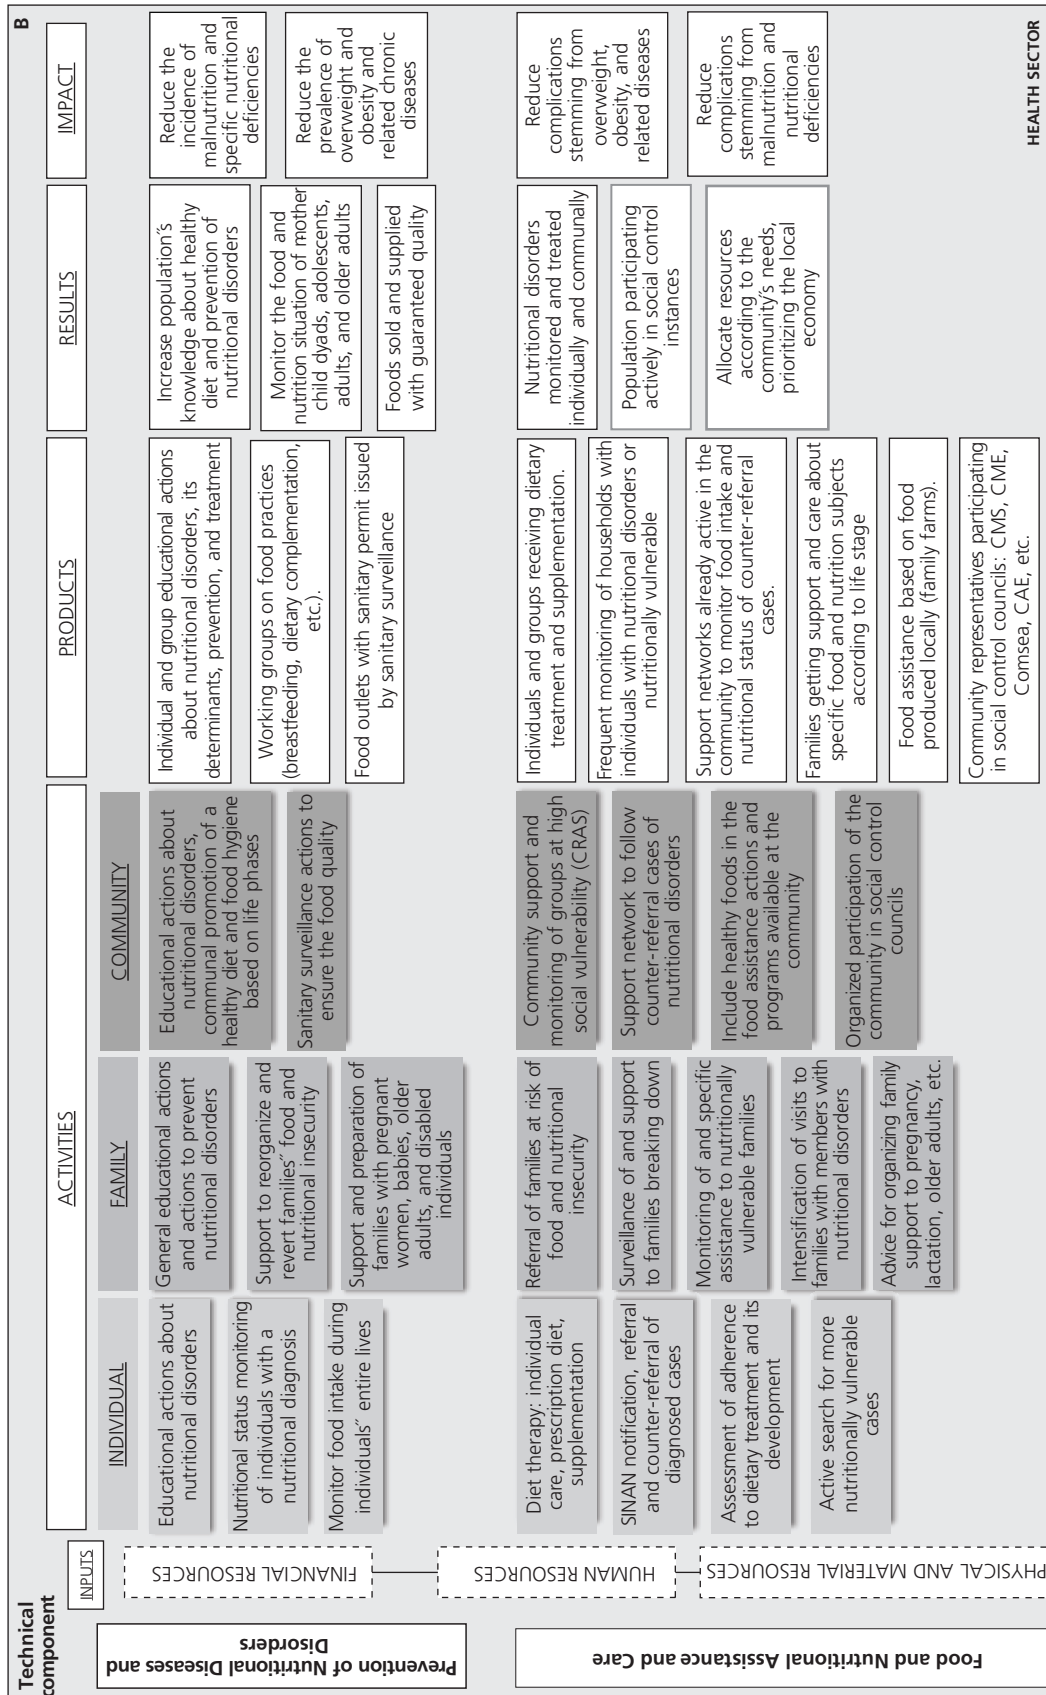 B
Technical
component
INPUTS
ACTIVITIES
PRODUCTS
RESULTS
IMPACT
INDIVIDUAL
FAMILY
COMMUNITY
FINANCIAL RESOURCES
HUMAN RESOURCES
PHYSICAL AND MATERIAL RESOURCES
Prevention of Nutritional Diseases and
Disorders
Educational actions about
nutritional disorders
Nutritional status monitoring
of individuals with a
nutritional diagnosis
Monitor food intake during
individuals˝ entire lives
General educational actions
and actions to prevent
nutritional disorders
Support to reorganize and
revert families˝ food and
nutritional insecurity
Support and preparation of
families with pregnant
women, babies, older
adults, and disabled
individuals
Educational actions about
nutritional disorders,
communal promotion of a
healthy diet and food hygiene
based on life phases
Sanitary surveillance actions to
ensure the food quality
Individual and group educational actions
about nutritional disorders, its
determinants, prevention, and treatment
Working groups on food practices
(breastfeeding, dietary complementation,
etc.).
Food outlets with sanitary permit issued
by sanitary surveillance
Increase population˝s
knowledge about healthy
diet and prevention of
nutritional disorders
Monitor the food and
nutrition situation of mother
child dyads, adolescents,
adults, and older adults
Foods sold and supplied
with guaranteed quality
Reduce the
incidence of
malnutrition and
specific nutritional
deficiencies
Reduce the
prevalence of
overweight and
obesity and
related chronic
diseases
Food and Nutritional Assistance and Care
Diet therapy: individual
care, prescription diet,
supplementation
SINAN notification, referral
and counter-referral of
diagnosed cases
Assessment of adherence
to dietary treatment and its
development
Active search for more
nutritionally vulnerable
cases
Referral of families at risk of
food and nutritional
insecurity
Surveillance of and support
to families breaking down
Monitoring of and specific
assistance to nutritionally
vulnerable families
Intensification of visits to
families with members with
nutritional disorders
Advice for organizing family
support to pregnancy,
lactation, older adults, etc.
Community support and
monitoring of groups at high
social vulnerability (CRAS)
Support network to follow
counter-referral cases of
nutritional disorders
Include healthy foods in the
food assistance actions and
programs available at the
community
Organized participation of the
community in social control
councils
Individuals and groups receiving dietary
treatment and supplementation.
Frequent monitoring of households with
individuals with nutritional disorders or
nutritionally vulnerable
Support networks already active in the
community to monitor food intake and
nutritional status of counter-referral
cases.
Families getting support and care about
specific food and nutrition subjects
according to life stage
Food assistance based on food
produced locally (family farms).
Community representatives participating
in social control councils: CMS, CME,
Comsea, CAE, etc.
Nutritional disorders
monitored and treated
individually and communally
Population participating
actively in social control
instances
Allocate resources
according to the
community˝s needs,
prioritizing the local
economy
Reduce
complications
stemming from
overweight,
obesity, and
related diseases
Reduce
complications
stemming from
malnutrition and
nutritional
deficiencies
HEALTH SECTOR